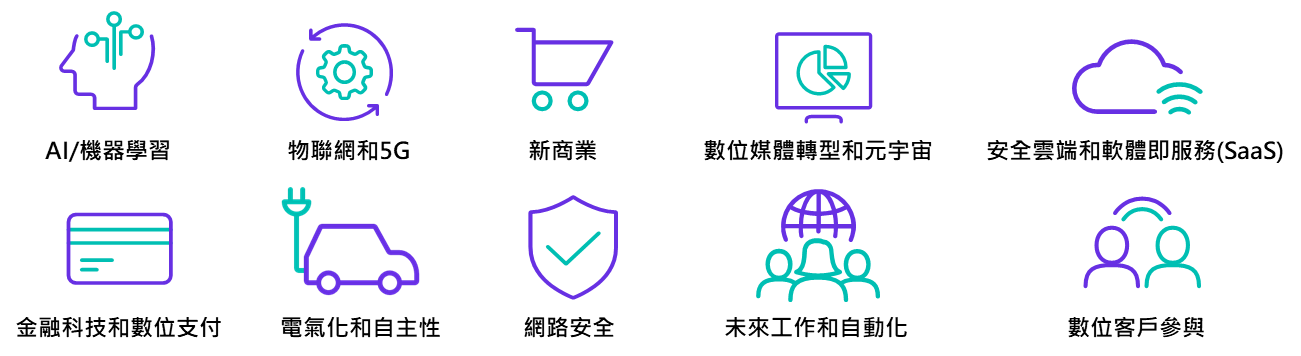 AI/機器學習
物聯網和5G
新商業
數位媒體轉型和元宇宙
安全雲端和軟體即服務(SaaS)
金融科技和數位支付
電氣化和自主性
網路安全
未來工作和自動化
數位客戶參與